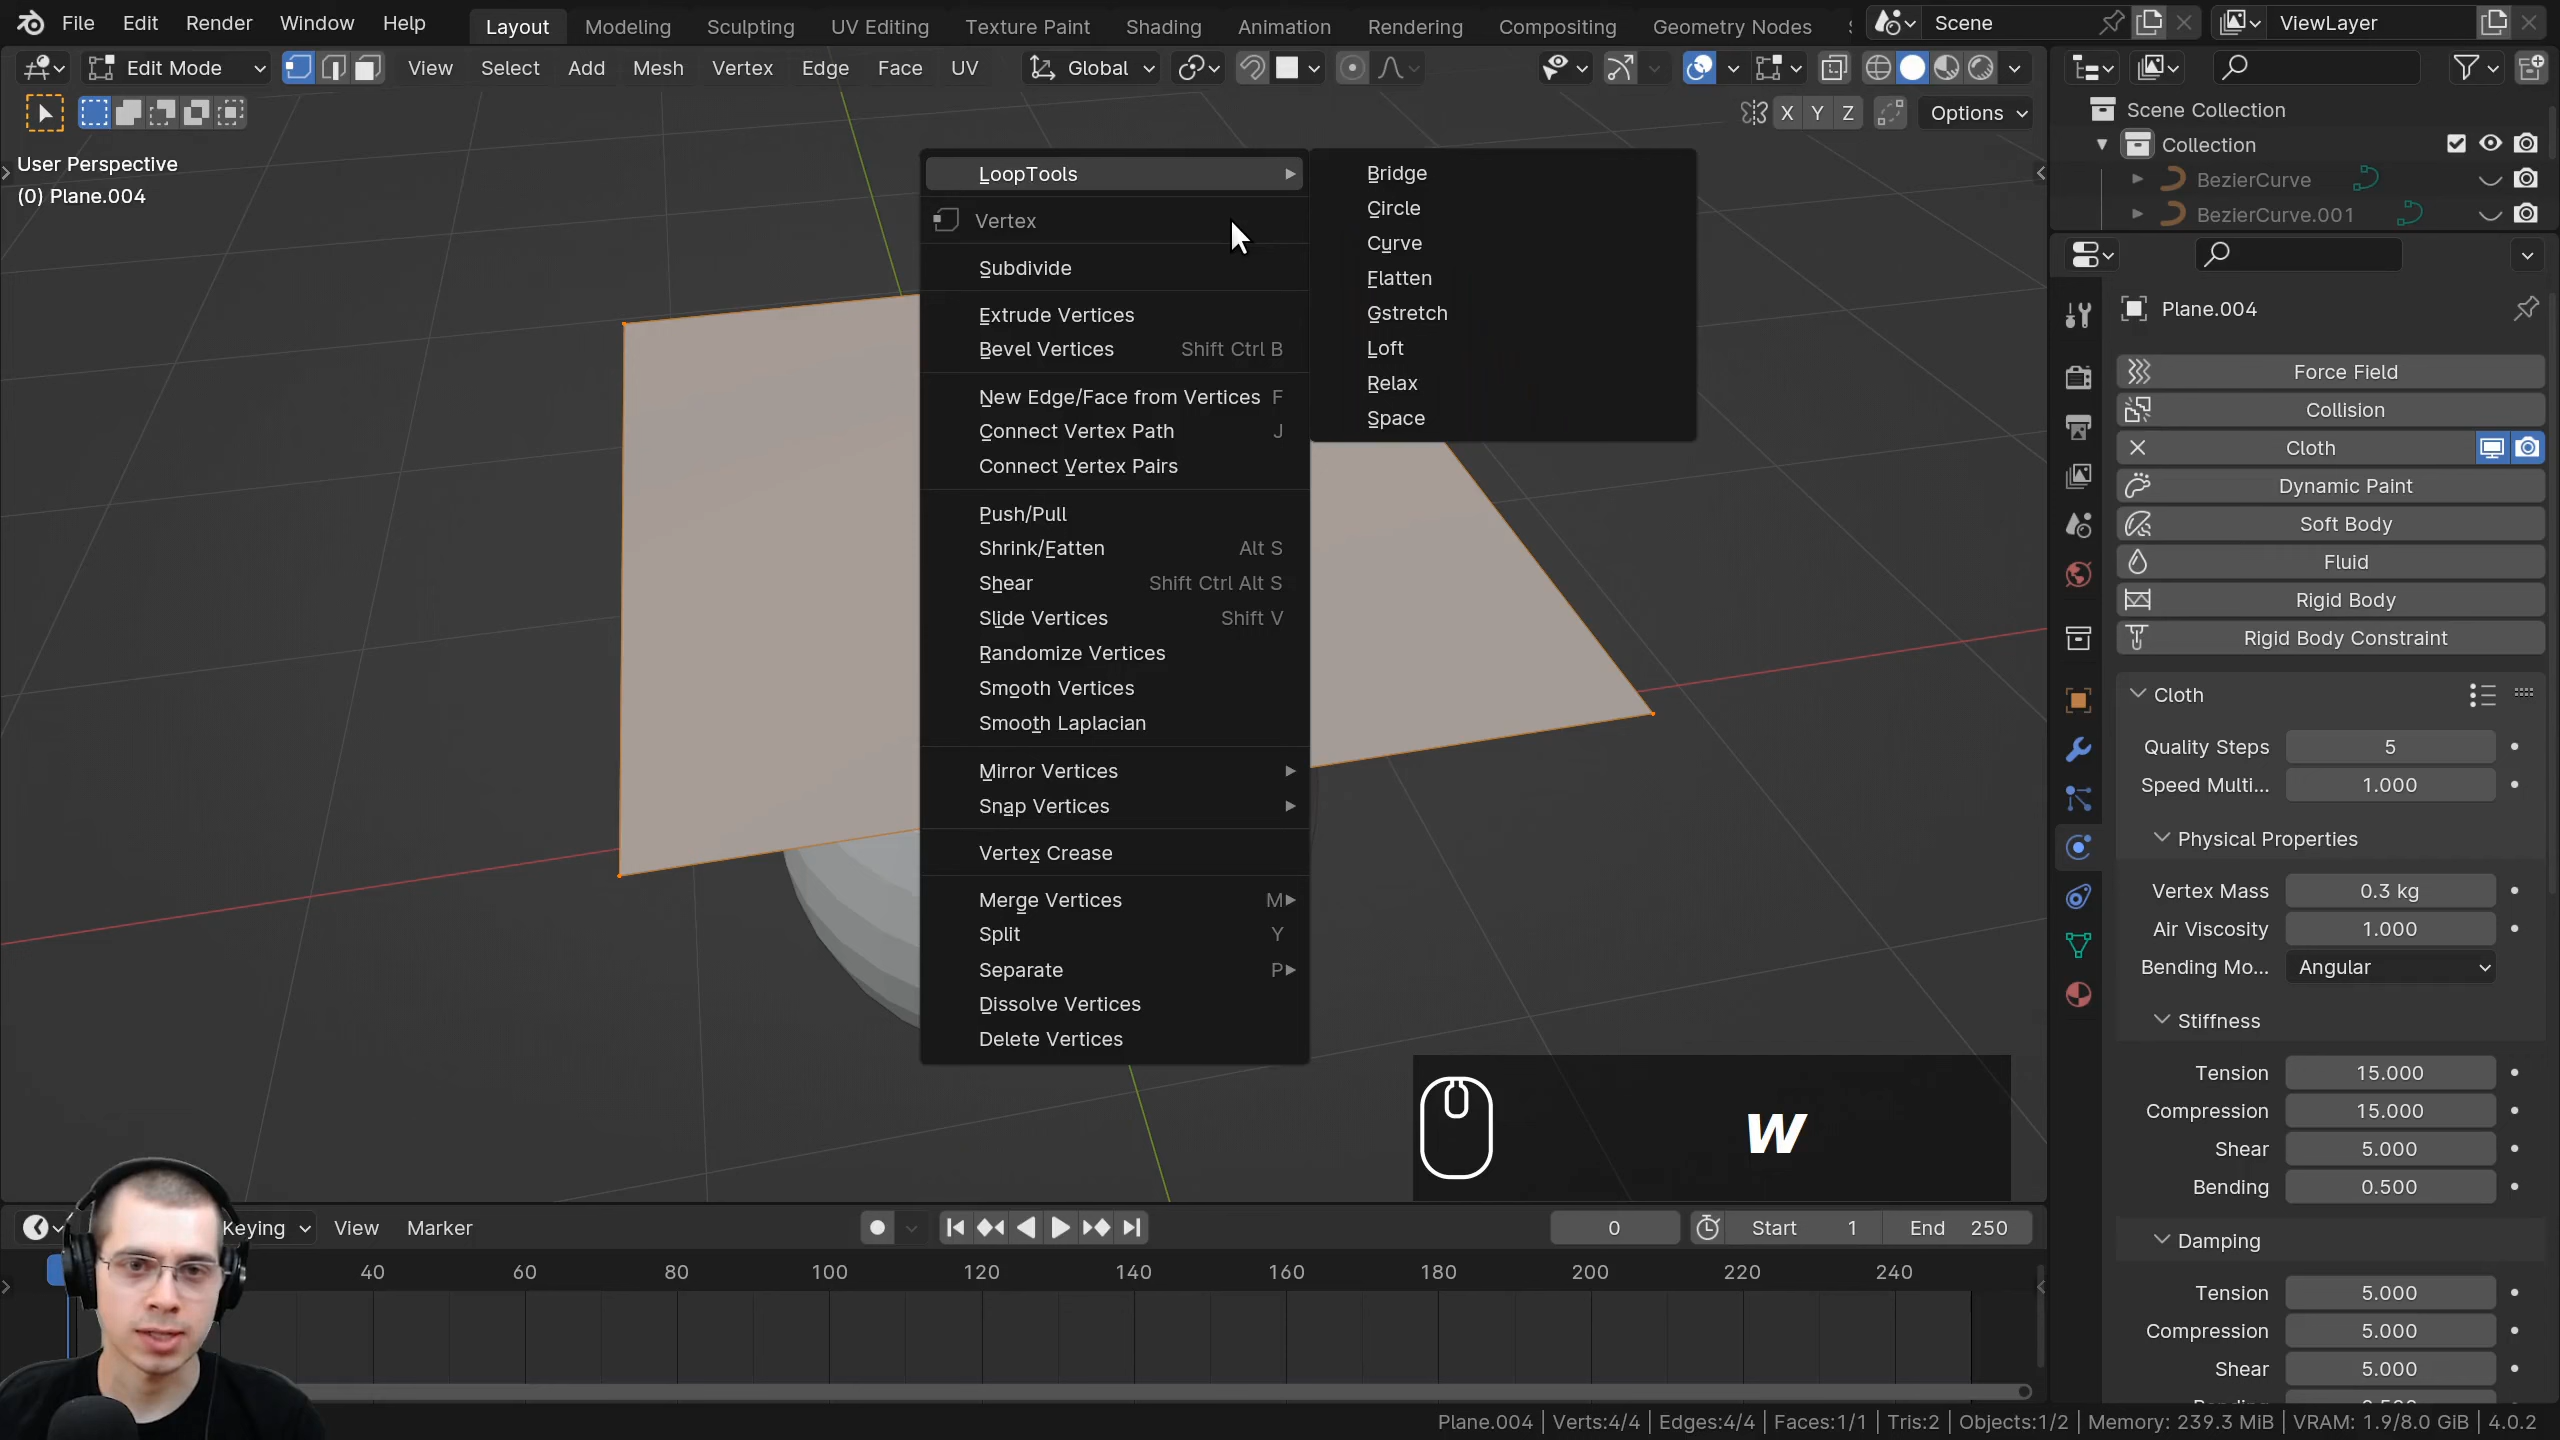 File Edit Render Window Help Layout Modeling Sculpting UV Editing Texture Paint Shading Animation Rendering Compositing Geometry Nodes Scene ViewLayer
Edit Mode View Select Add Mesh Vertex Edge Face UV Global
X Y Z Options
User Perspective
(0) Plane.004
LoopTools
Vertex
Subdivide
Extrude Vertices
Bevel Vertices Shift Ctrl B
New Edge/Face from Vertices F
Connect Vertex Path J
Connect Vertex Pairs
Push/Pull
Shrink/Fatten Alt S
Shear Shift Ctrl Alt S
Slide Vertices Shift V
Randomize Vertices
Smooth Vertices
Smooth Laplacian
Mirror Vertices
Snap Vertices
Vertex Crease
Merge Vertices M
Split Y
Separate P
Dissolve Vertices
Delete Vertices
Bridge
Circle
Curve
Flatten
Gstretch
Loft
Relax
Space
w
Scene Collection
Collection
BezierCurve
BezierCurve.001
Plane.004
Force Field
Collision
Cloth
Dynamic Paint
Soft Body
Fluid
Rigid Body
Rigid Body Constraint
Cloth
Quality Steps 5
Speed Multi... 1.000
Physical Properties
Vertex Mass 0.3 kg
Air Viscosity 1.000
Bending Mo... Angular
Stiffness
Tension 15.000
Compression 15.000
Shear 5.000
Bending 0.500
Damping
Tension 5.000
Compression 5.000
Shear 5.000
Keying View Marker 0 Start 1 End 250
40 60 80 100 120 140 160 180 200 220 240
Plane.004 | Verts:4/4 | Edges:4/4 | Faces:1/1 | Tris:2 | Objects:1/2 | Memory: 239.3 MiB | VRAM: 1.9/8.0 GiB | 4.0.2